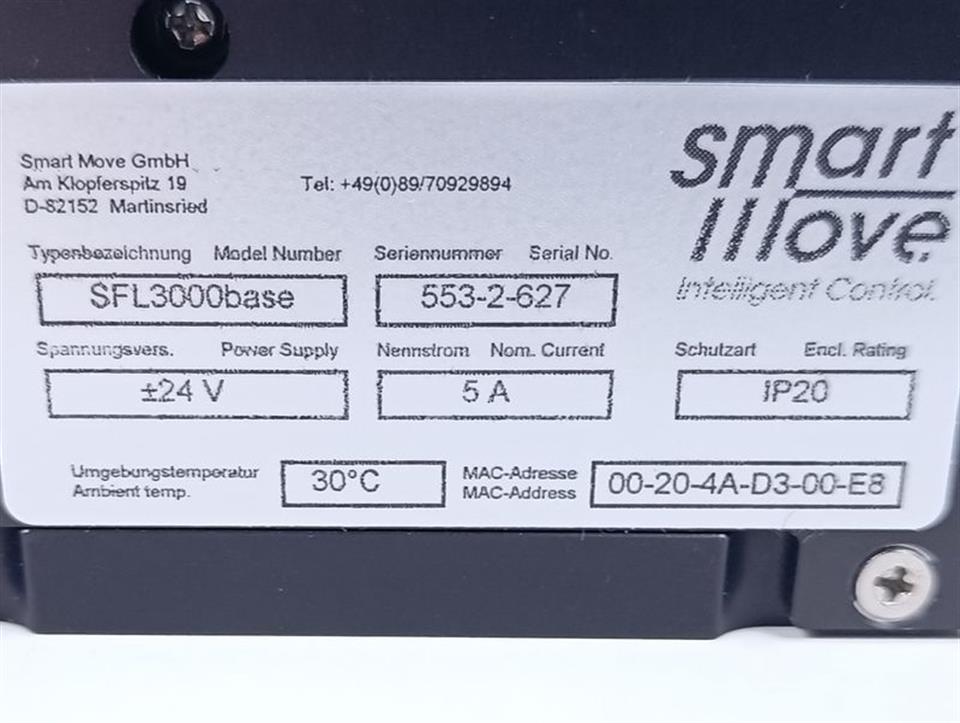 Smart Move GmbH
Am Klopferspitz 19
D-82152 Martinsried
Tel: +49(0)89/70929894
smart
move
Intelligent Control.
Typenbezeichnung Model Number
SFL3000base
Seriennummer Serial No.
553-2-627
Spannungsvers. Power Supply
±24 V
Nennstrom Nom. Current
5 A
Schutzart Encl. Rating
IP20
Umgebungstemperatur
Ambient temp.
30°C
MAC-Adresse
MAC-Address
00-20-4A-D3-00-E8